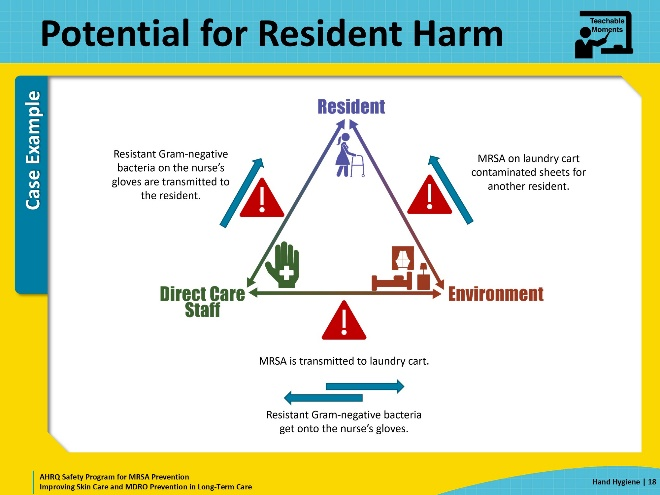 Potential for Resident Harm
Teachable
Moments
Case Example
Resident
Resistant Gram-negative
bacteria on the nurse’s
gloves are transmitted to
the resident.
MRSA on laundry cart
contaminated sheets for
another resident.
Direct Care
Staff
Environment
MRSA is transmitted to laundry cart.
Resistant Gram-negative bacteria
get onto the nurse’s gloves.
AHRQ Safety Program for MRSA Prevention
Improving Skin Care and MDRO Prevention in Long-Term Care
Hand Hygiene | 18